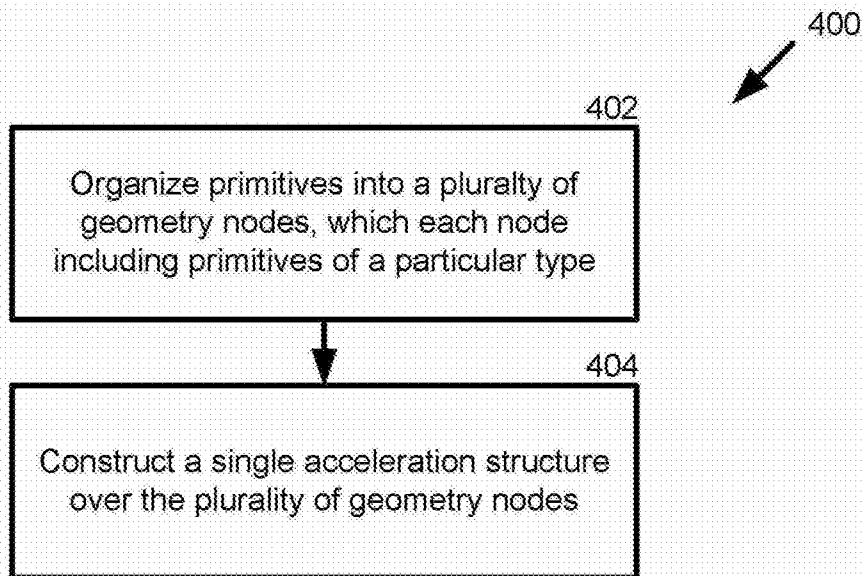 400
402
Organize primitives into a pluralty of
geometry nodes, which each node
including primitives of a particular type
404
Construct a single acceleration structure
over the plurality of geometry nodes